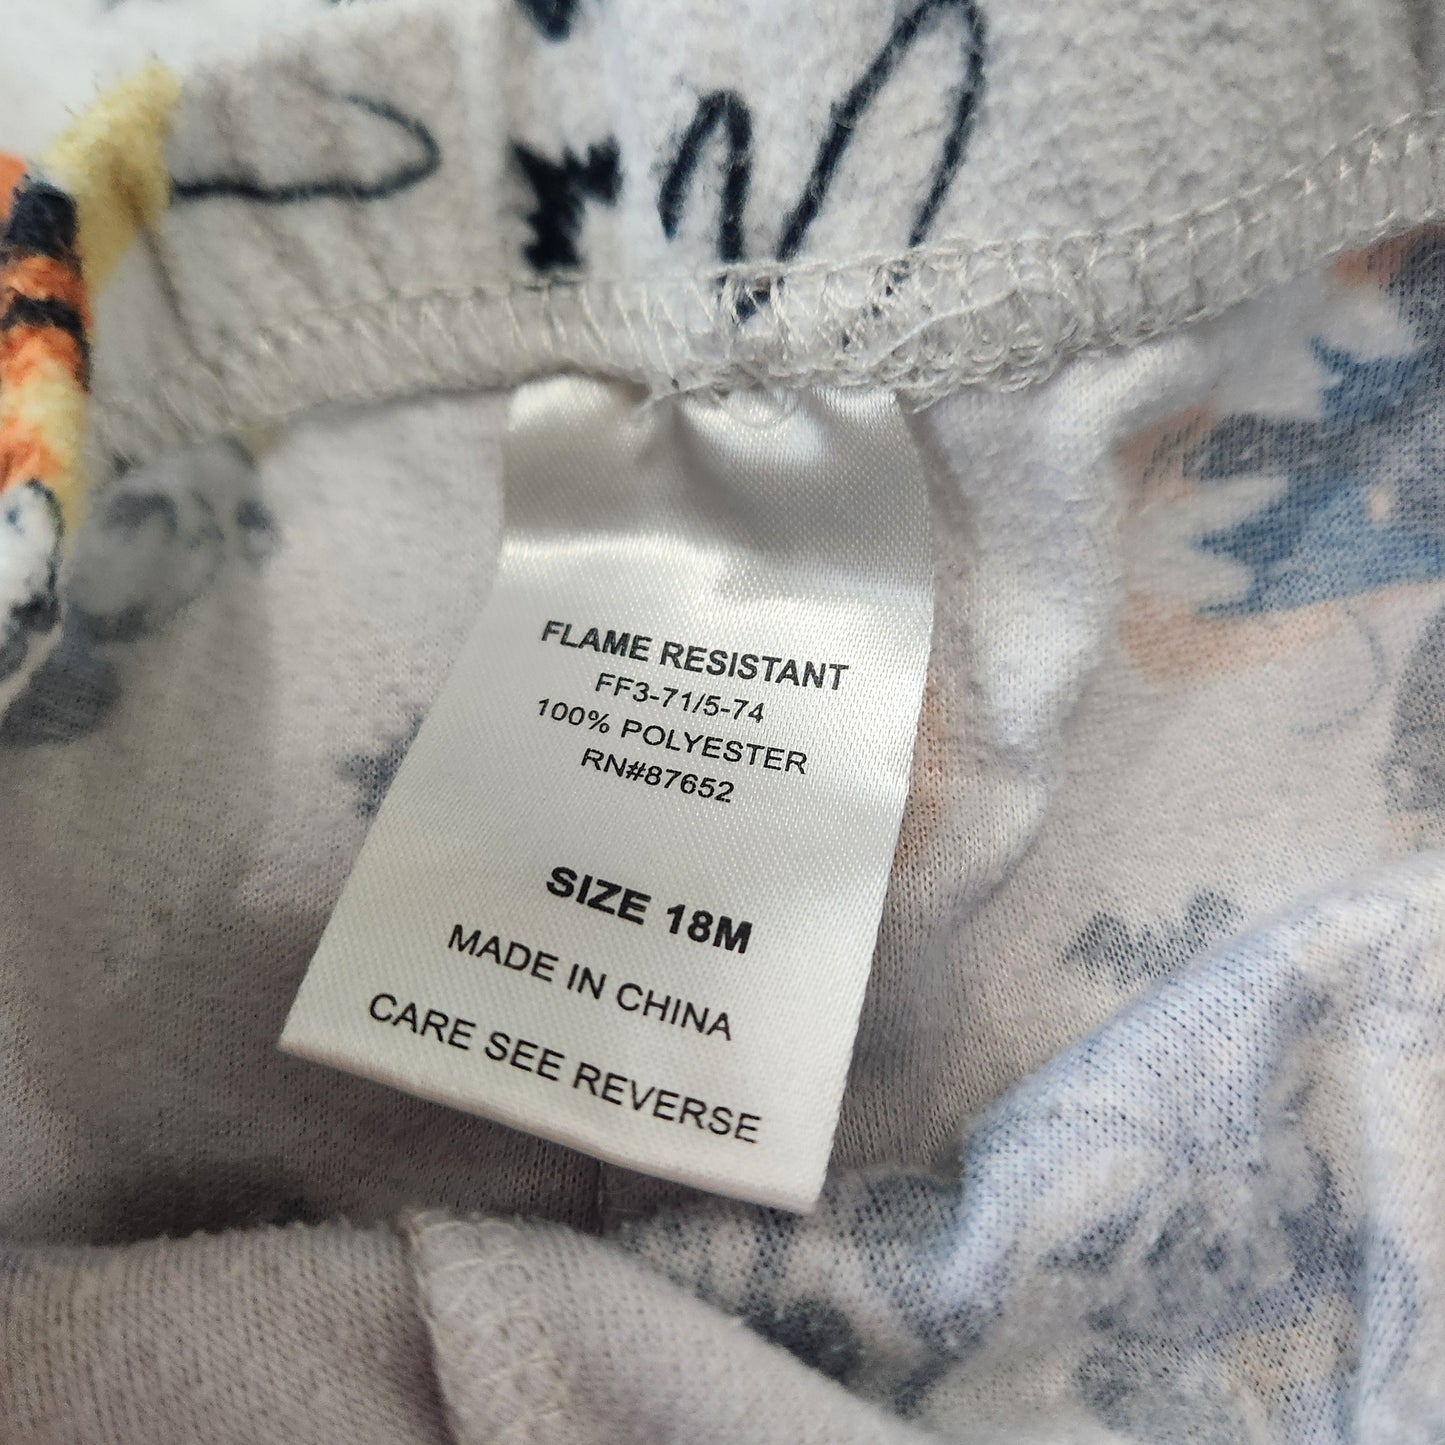 FLAME RESISTANT
FF3-71/5-74
100% POLYESTER
RN#87652
SIZE 18M
MADE IN CHINA
CARE SEE REVERSE